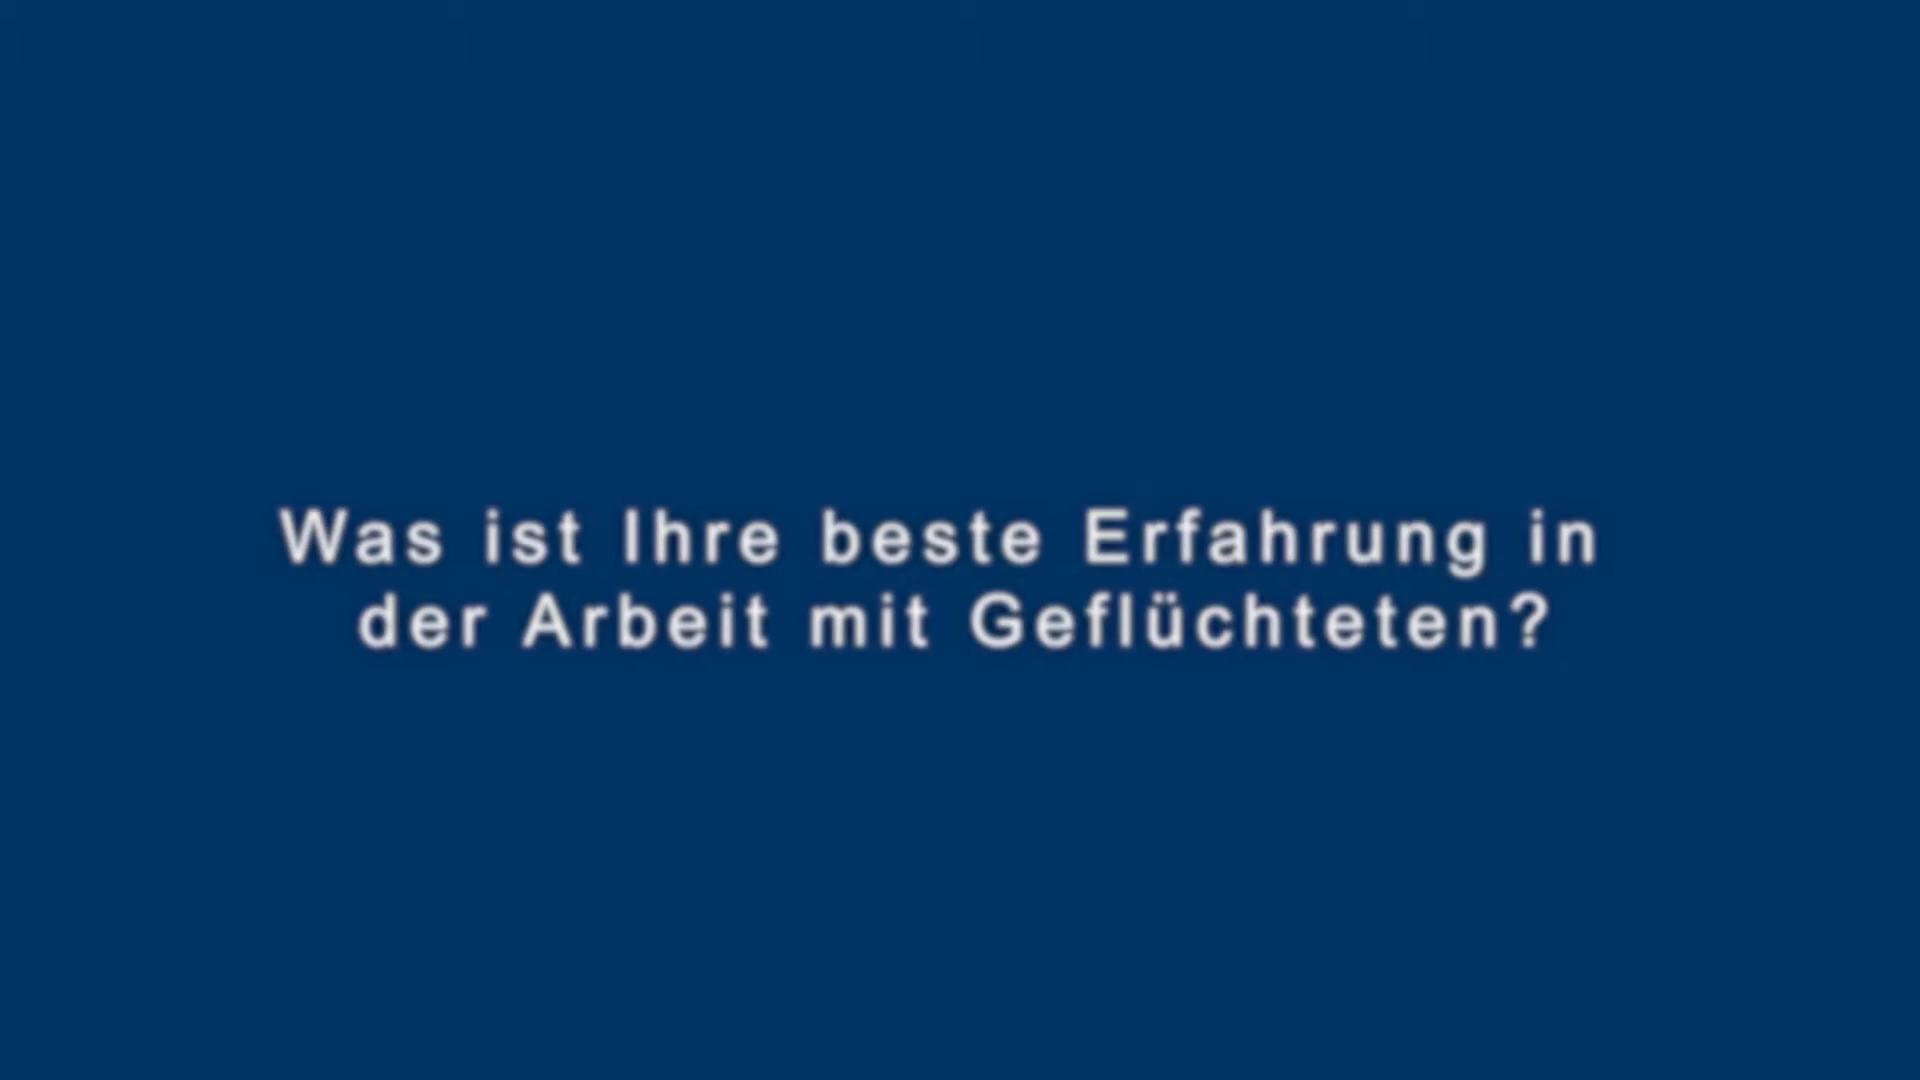 Was ist Ihre beste Erfahrung in
der Arbeit mit Geflüchteten?